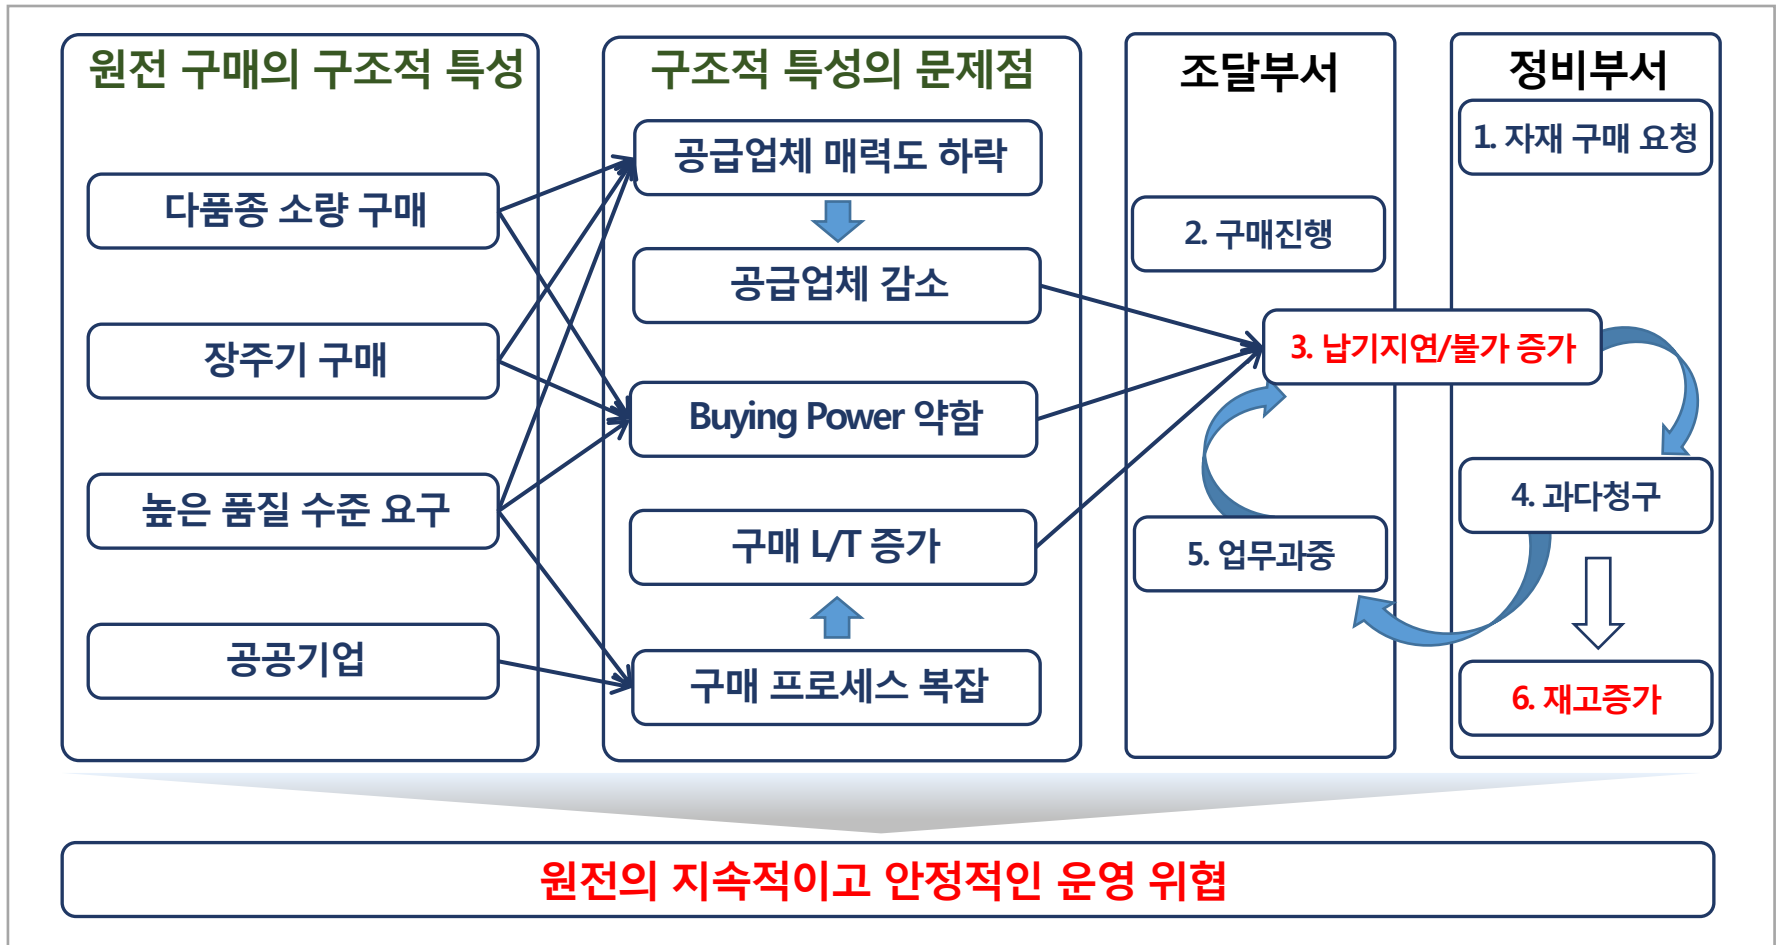 원전 구매의 구조적 특성
다품종 소량 구매
장주기 구매
높은 품질 수준 요구
공공기업
구조적 특성의 문제점
공급업체 매력도 하락
공급업체 감소
Buying Power 약함
구매 L/T 증가
구매 프로세스 복잡
조달부서
정비부서
1. 자재 구매 요청
2. 구매진행
3. 납기지연/불가 증가
4. 과다청구
5. 업무과중
6. 재고증가
원전의 지속적이고 안정적인 운영 위협